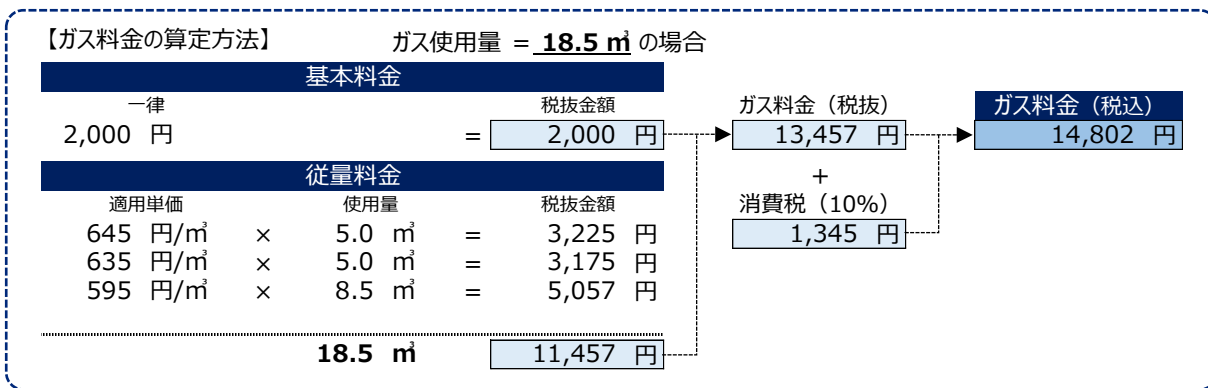 【ガス料金の算定方法】 ガス使用量 = 18.5 ㎥ の場合
基本料金
一律 税抜金額
2,000 円 = 2,000 円
従量料金
適用単価 使用量 税抜金額
645 円/㎥ × 5.0 ㎥ = 3,225 円
635 円/㎥ × 5.0 ㎥ = 3,175 円
595 円/㎥ × 8.5 ㎥ = 5,057 円
18.5 ㎥ 11,457 円
ガス料金（税抜）
13,457 円
+
消費税（10%）
1,345 円
ガス料金（税込）
14,802 円